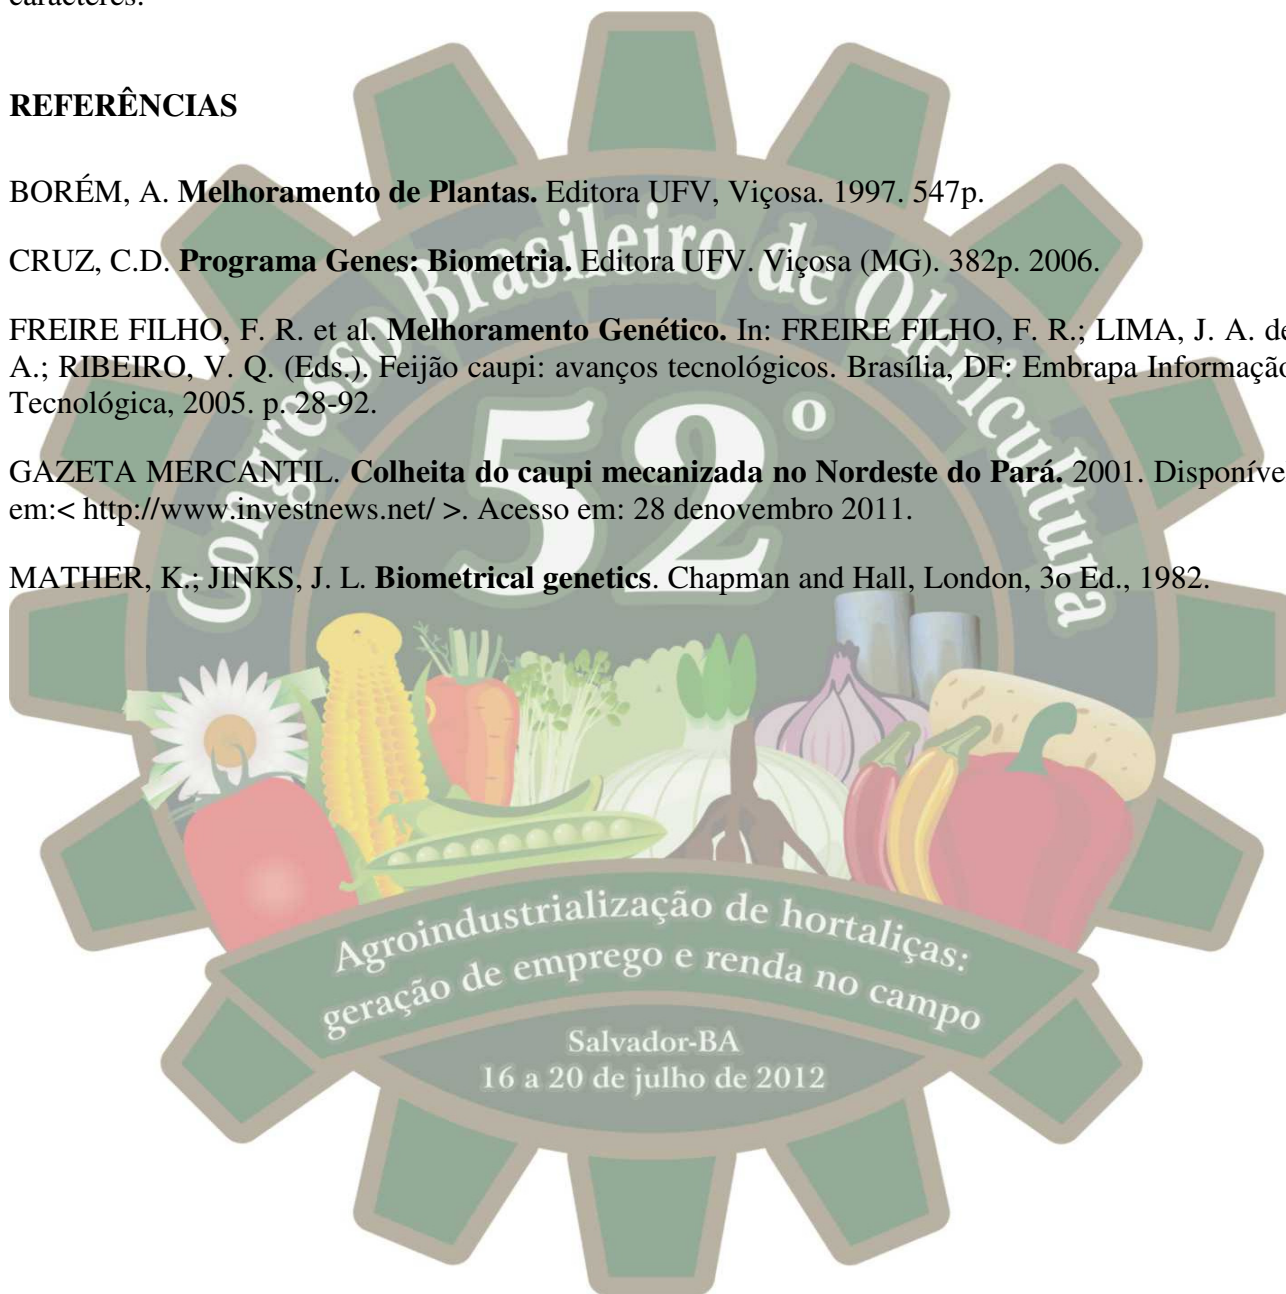 caracteres.
REFERÊNCIAS
BORÉM, A. Melhoramento de Plantas. Editora UFV, Viçosa. 1997. 547p.
CRUZ, C.D. Programa Genes: Biometria. Editora UFV. Viçosa (MG). 382p. 2006.
FREIRE FILHO, F. R. et al. Melhoramento Genético. In: FREIRE FILHO, F. R.; LIMA, J. A. de
A.; RIBEIRO, V. Q. (Eds.). Feijão caupi: avanços tecnológicos. Brasília, DF: Embrapa Informação
Tecnológica, 2005. p. 28-92.
GAZETA MERCANTIL. Colheita do caupi mecanizada no Nordeste do Pará. 2001. Disponíve
em:< http://www.investnews.net/ >. Acesso em: 28 denovembro 2011.
MATHER, K.; JINKS, J. L. Biometrical genetics. Chapman and Hall, London, 3o Ed., 1982.
Congresso Brasileiro de Olericultura
52º
Agroindustrialização de hortaliças:
geração de emprego e renda no campo
Salvador-BA
16 a 20 de julho de 2012